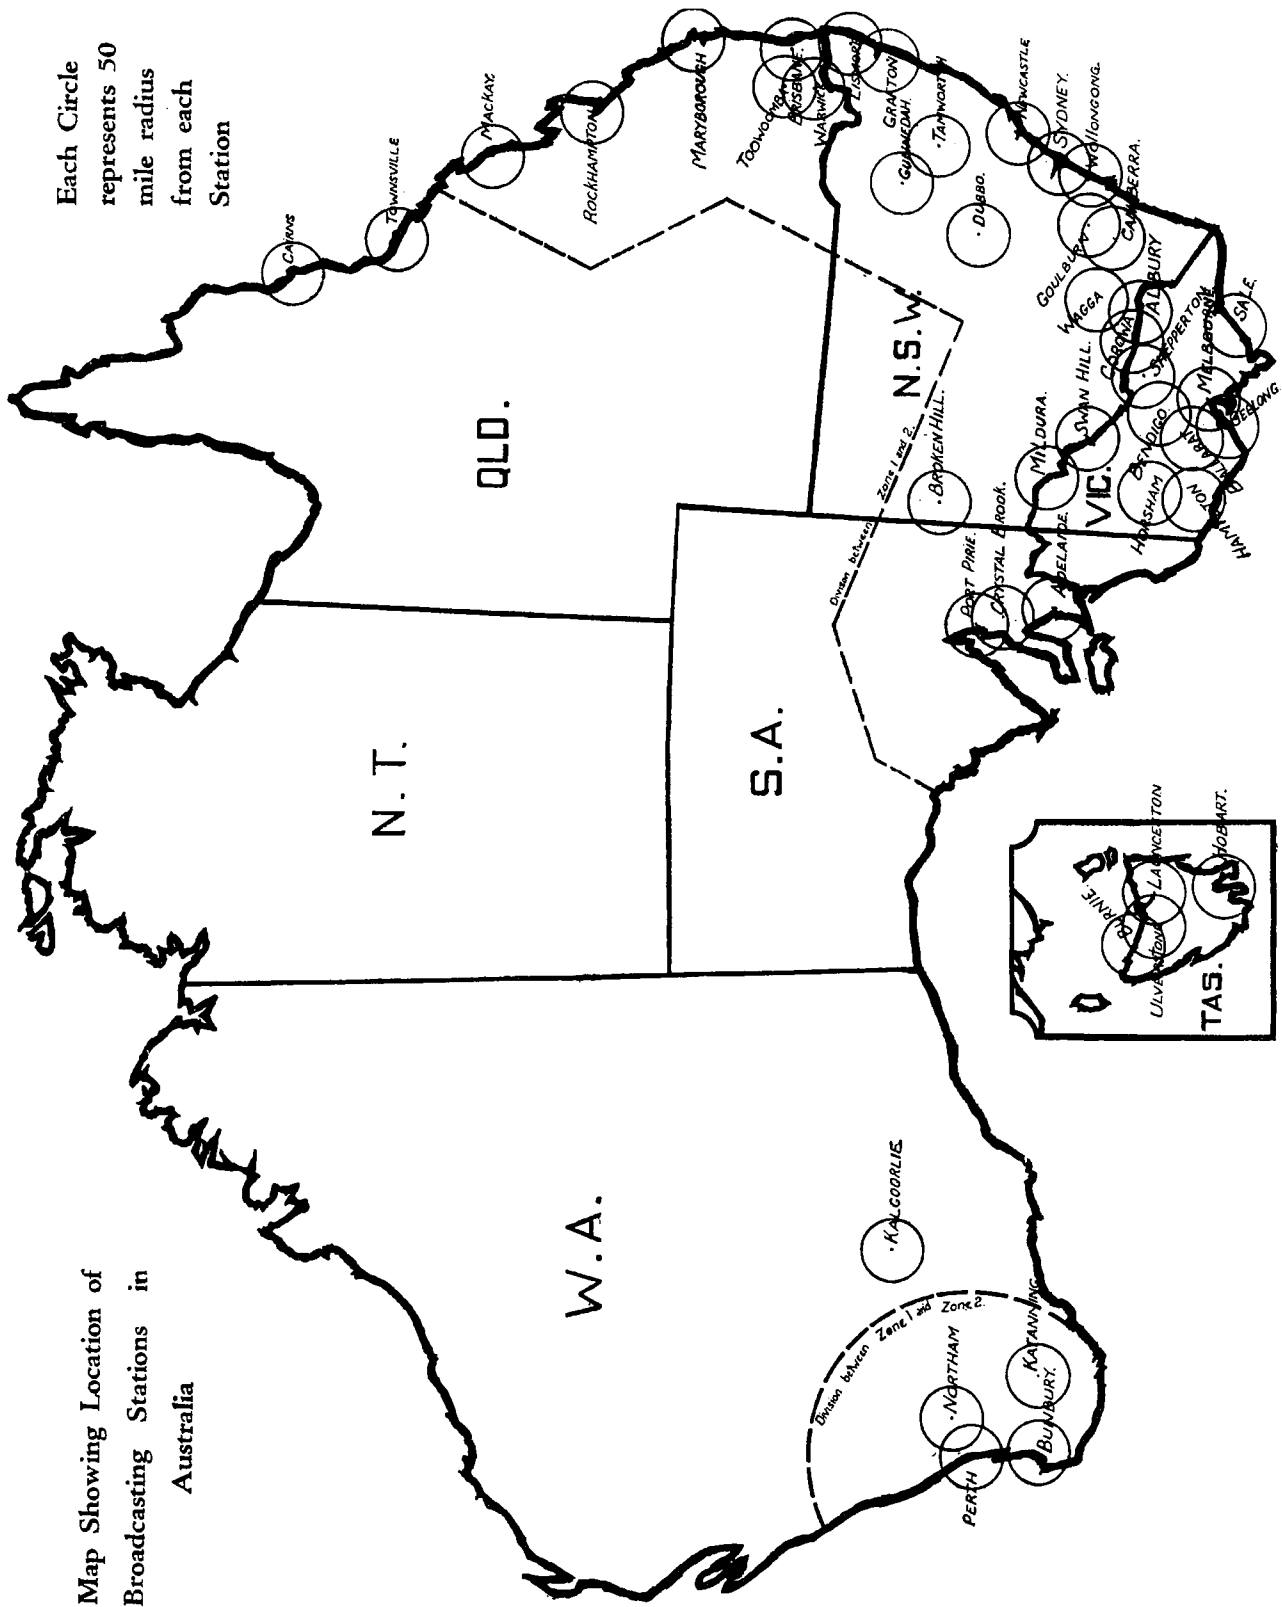 Map Showing Location of
Broadcasting Stations in
Australia
Each Circle
represents 50
mile radius
from each
Station
W.A.
N. T.
S.A.
QLD.
N.S.W.
VIC.
TAS.
CAIRNS
TOWNSVILLE
MACKAY.
ROCKHAMPTON
MARYBOROUGH
TOOWOOMBA
BRISBANE.
WARWICK
LISMORE
GRAFTON
GUNNEDAH.
TAMWORTH
NEWCASTLE
SYDNEY.
WOLLONGONG.
DUBBO.
CANBERRA.
GOULBURN.
WAGGA
ALBURY
COROWA
SHEPPERTON
SWAN HILL.
MILDURA.
BROKEN HILL.
BENDIGO
MELBOURNE
SALE.
GEELONG.
BALLARAT
HORSHAM
HAMILTON
ADELAIDE.
CRYSTAL BROOK.
PORT PIRIE.
Division between Zone 1 and 2.
KALGOORLIE.
Division between Zone 1 and Zone 2.
NORTHAM
PERTH
KATANNING.
BUNBURY.
BURNIE.
ULVERSTONE
LAUNCESTON
HOBART.